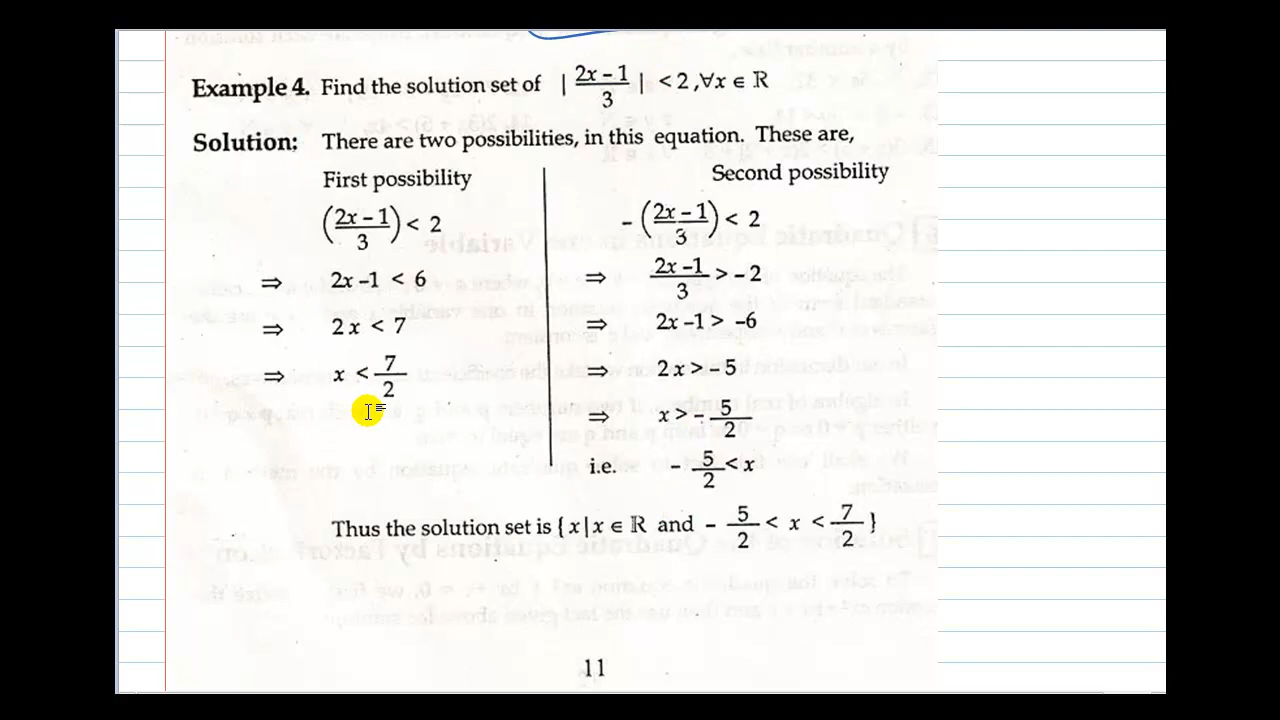 Example 4. Find the solution set of | (2x – 1)/3 | < 2 ,∀x ∈ ℝ
Solution: There are two possibilities, in this equation. These are,
First possibility
((2x – 1)/3) < 2
⇒ 2x –1 < 6
⇒ 2x < 7
⇒ x < 7/2
Second possibility
– ((2x – 1)/3) < 2
⇒ (2x –1)/3 > – 2
⇒ 2x –1 > –6
⇒ 2x > – 5
⇒ x > – 5/2
i.e. – 5/2 < x
Thus the solution set is { x | x ∈ ℝ and – 5/2 < x < 7/2 }
11